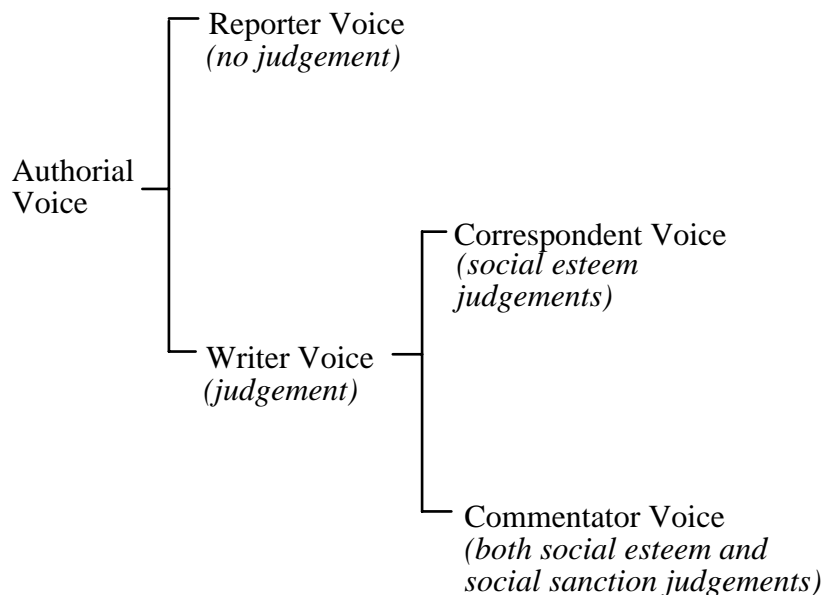 Reporter Voice
(no judgement)
Authorial
Voice
Correspondent Voice
(social esteem
judgements)
Writer Voice
(judgement)
Commentator Voice
(both social esteem and
social sanction judgements)